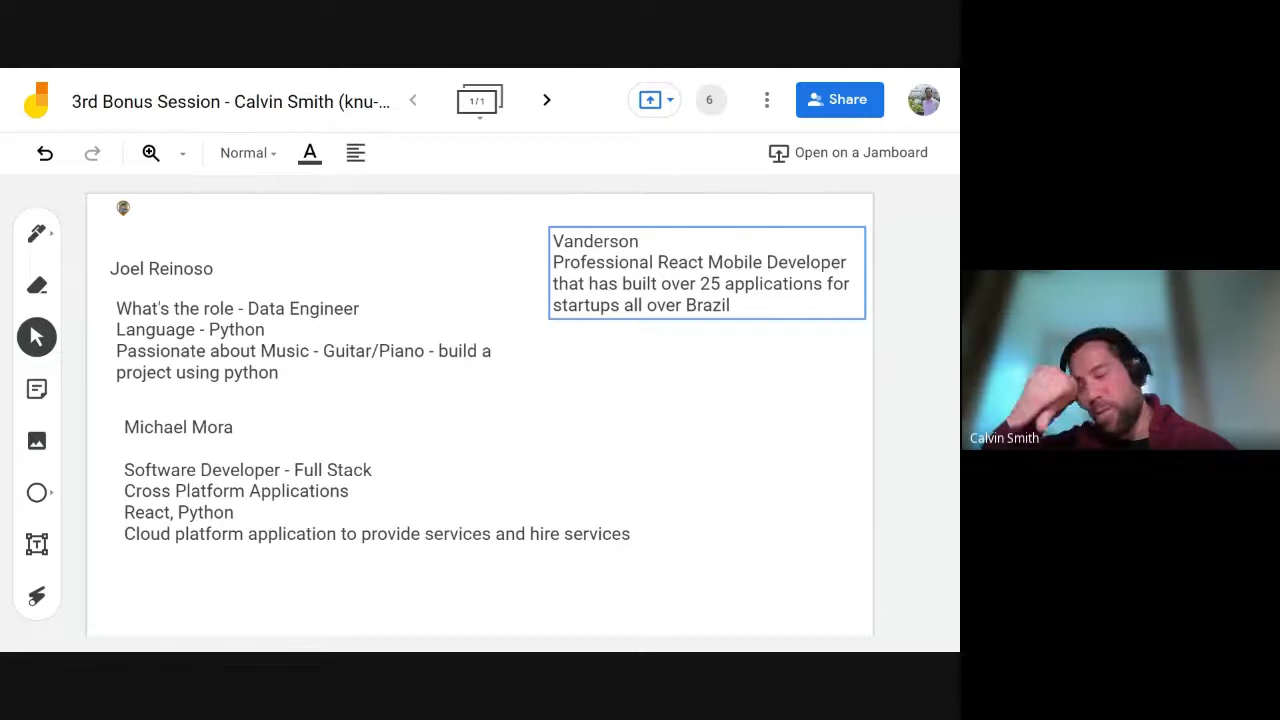 3rd Bonus Session - Calvin Smith (knu-...
1/1
6
Share
Normal
A
Open on a Jamboard
Vanderson
Professional React Mobile Developer
that has built over 25 applications for
startups all over Brazil
Joel Reinoso
What's the role - Data Engineer
Language - Python
Passionate about Music - Guitar/Piano - build a
project using python
Michael Mora
Software Developer - Full Stack
Cross Platform Applications
React, Python
Cloud platform application to provide services and hire services
Calvin Smith